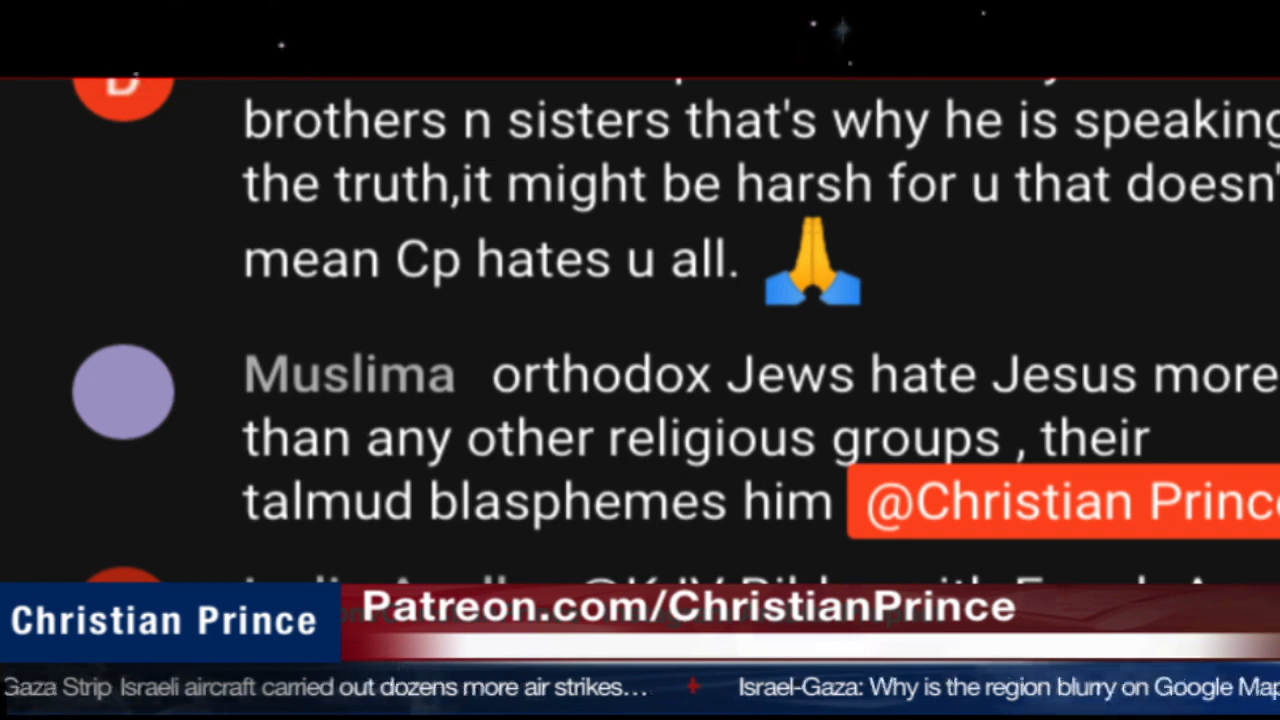 brothers n sisters that's why he is speaking
the truth,it might be harsh for u that doesn'
mean Cp hates u all. 🙏
Muslima orthodox Jews hate Jesus more
than any other religious groups , their
talmud blasphemes him @Christian Prince
Christian Prince
Patreon.com/ChristianPrince
Gaza Strip Israeli aircraft carried out dozens more air strikes... Israel-Gaza: Why is the region blurry on Google Map